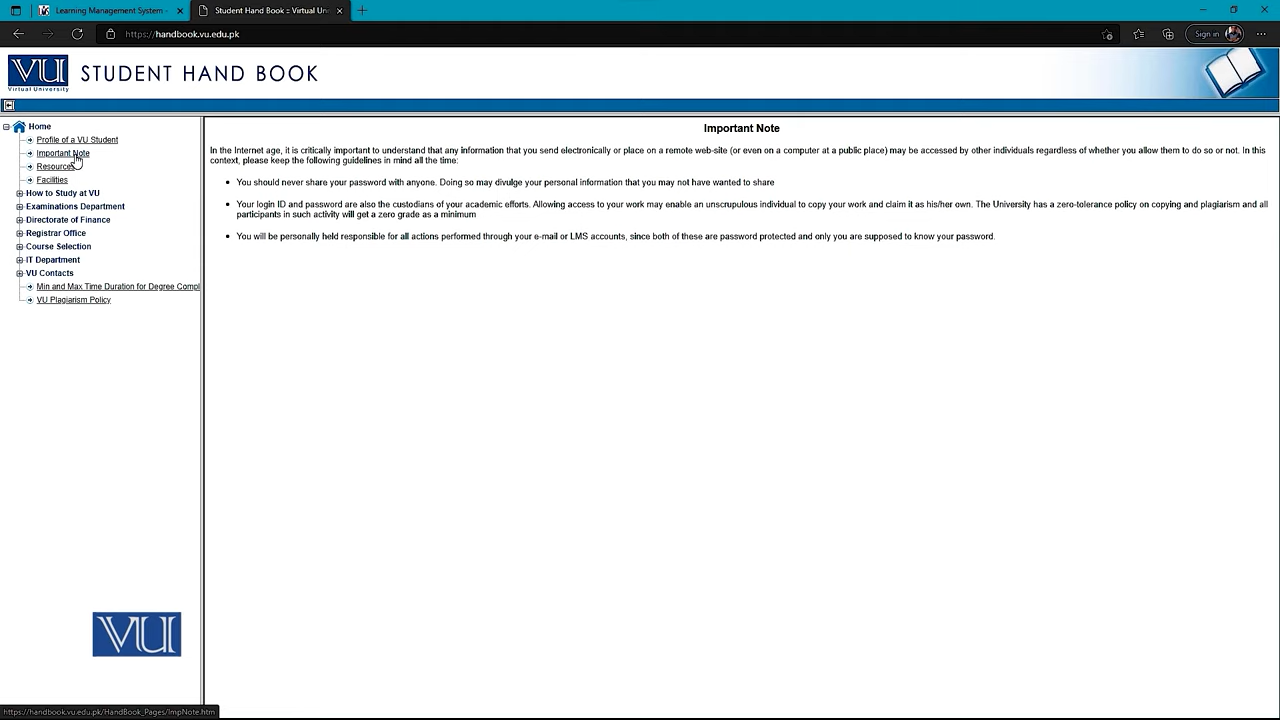 Learning Management System -
Student Hand Book :: Virtual Un
https://handbook.vu.edu.pk
Sign in
VU
Virtual University
STUDENT HAND BOOK
Home
Profile of a VU Student
Important Note
Resources
Facilities
How to Study at VU
Examinations Department
Directorate of Finance
Registrar Office
Course Selection
IT Department
VU Contacts
Min and Max Time Duration for Degree Compl
VU Plagiarism Policy
Important Note
In the Internet age, it is critically important to understand that any information that you send electronically or place on a remote web-site (or even on a computer at a public place) may be accessed by other individuals regardless of whether you allow them to do so or not. In this
context, please keep the following guidelines in mind all the time:
You should never share your password with anyone. Doing so may divulge your personal information that you may not have wanted to share
Your login ID and password are also the custodians of your academic efforts. Allowing access to your work may enable an unscrupulous individual to copy your work and claim it as his/her own. The University has a zero-tolerance policy on copying and plagiarism and all
participants in such activity will get a zero grade as a minimum
You will be personally held responsible for all actions performed through your e-mail or LMS accounts, since both of these are password protected and only you are supposed to know your password.
VU
https://handbook.vu.edu.pk/HandBook_Pages/ImpNote.htm